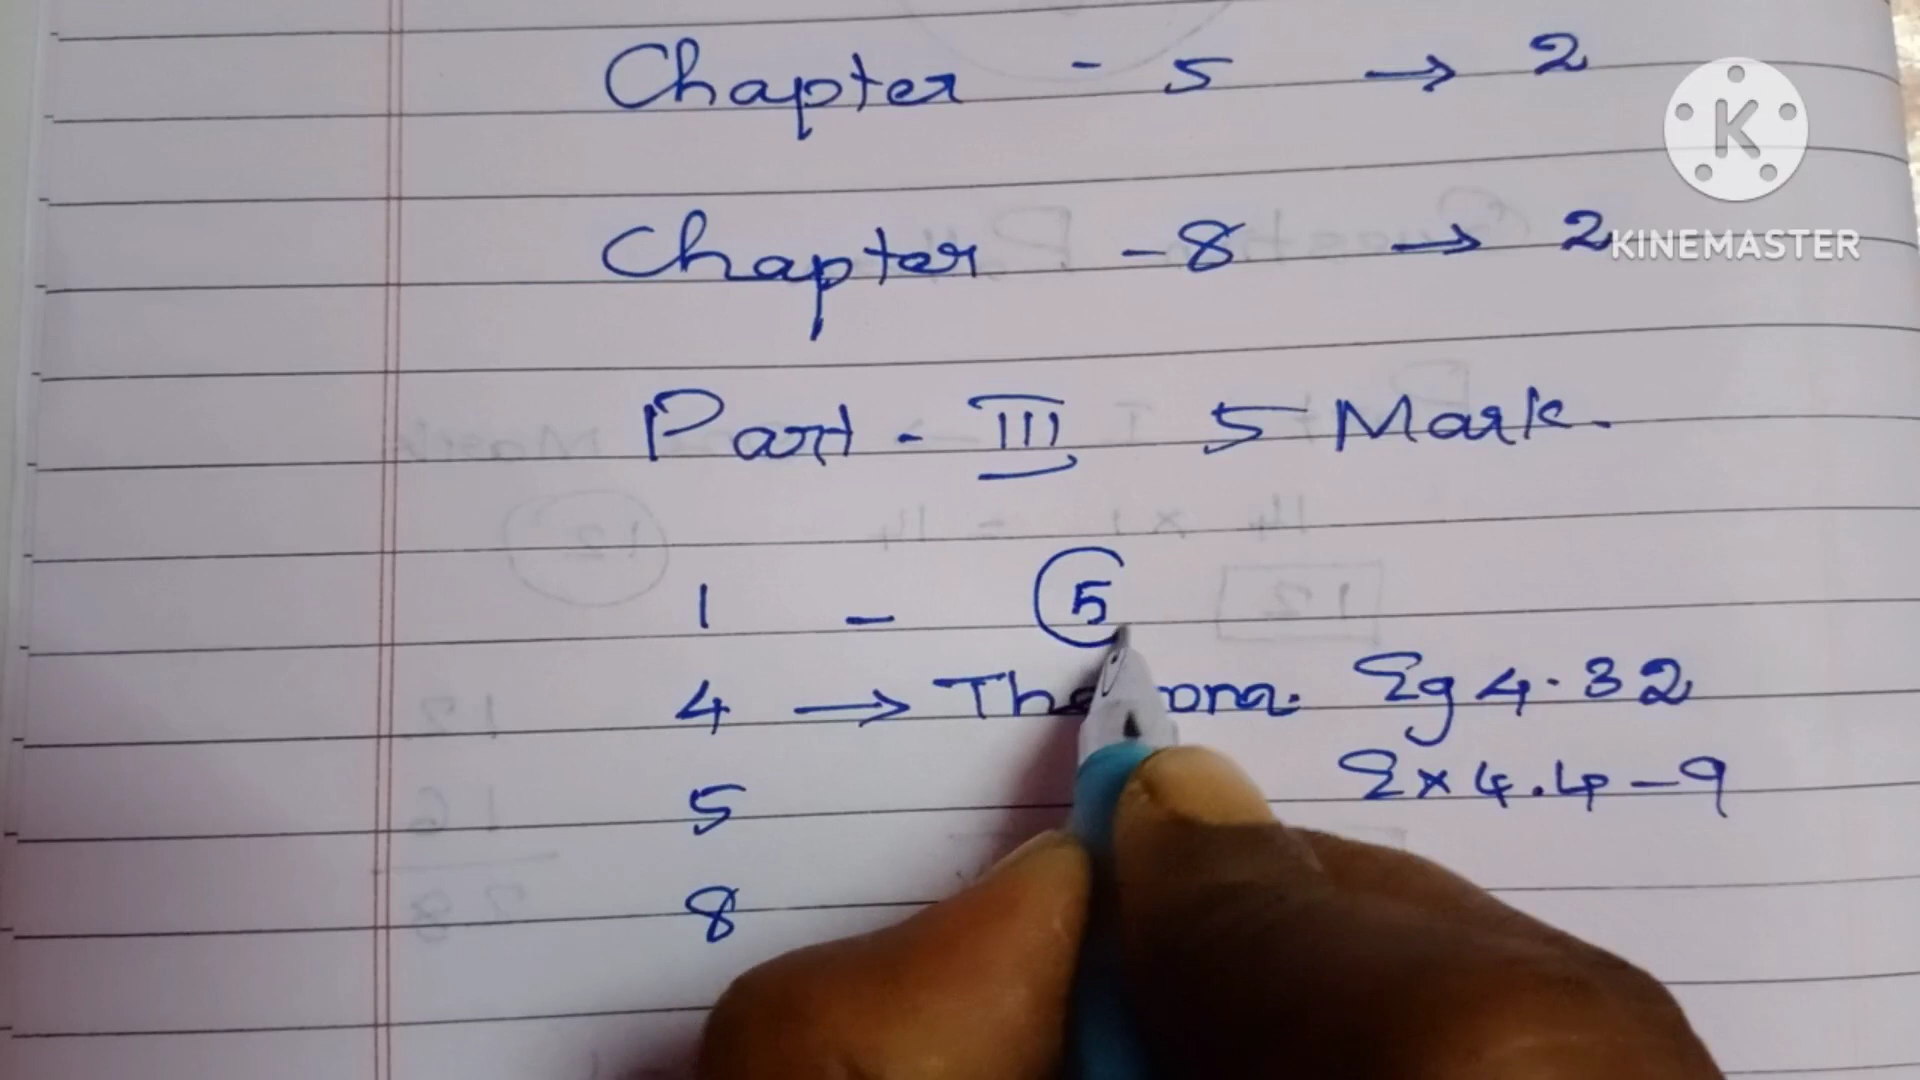 Chapter - 5 → 2
Chapter - 8 → 2
K
KINEMASTER
Part - III 5 Mark.
1 - 5
4 → Eg 4.32
Ex 4.4 - 9
5
8